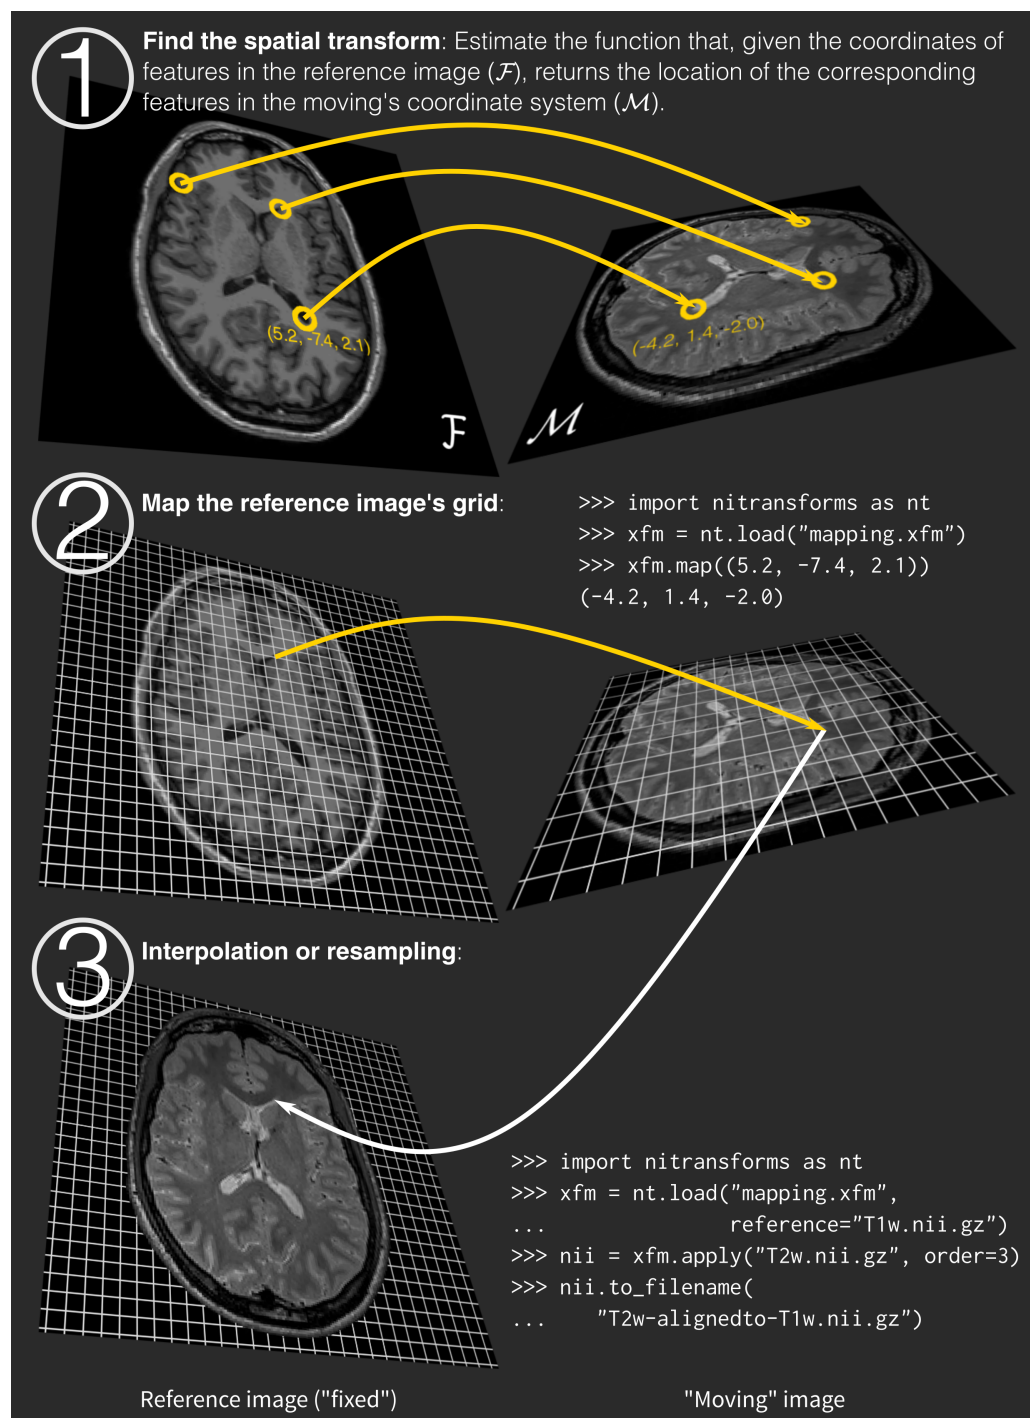 1
Find the spatial transform: Estimate the function that, given the coordinates of
features in the reference image (ℱ), returns the location of the corresponding
features in the moving's coordinate system (ℳ).
(5.2, -7.4, 2.1)
(-4.2, 1.4, -2.0)
ℱ
ℳ
2
Map the reference image's grid:
>>> import nitransforms as nt
>>> xfm = nt.load("mapping.xfm")
>>> xfm.map((5.2, -7.4, 2.1))
(-4.2, 1.4, -2.0)
3
Interpolation or resampling:
>>> import nitransforms as nt
>>> xfm = nt.load("mapping.xfm",
...               reference="T1w.nii.gz")
>>> nii = xfm.apply("T2w.nii.gz", order=3)
>>> nii.to_filename(
...    "T2w-alignedto-T1w.nii.gz")
Reference image ("fixed")
"Moving" image